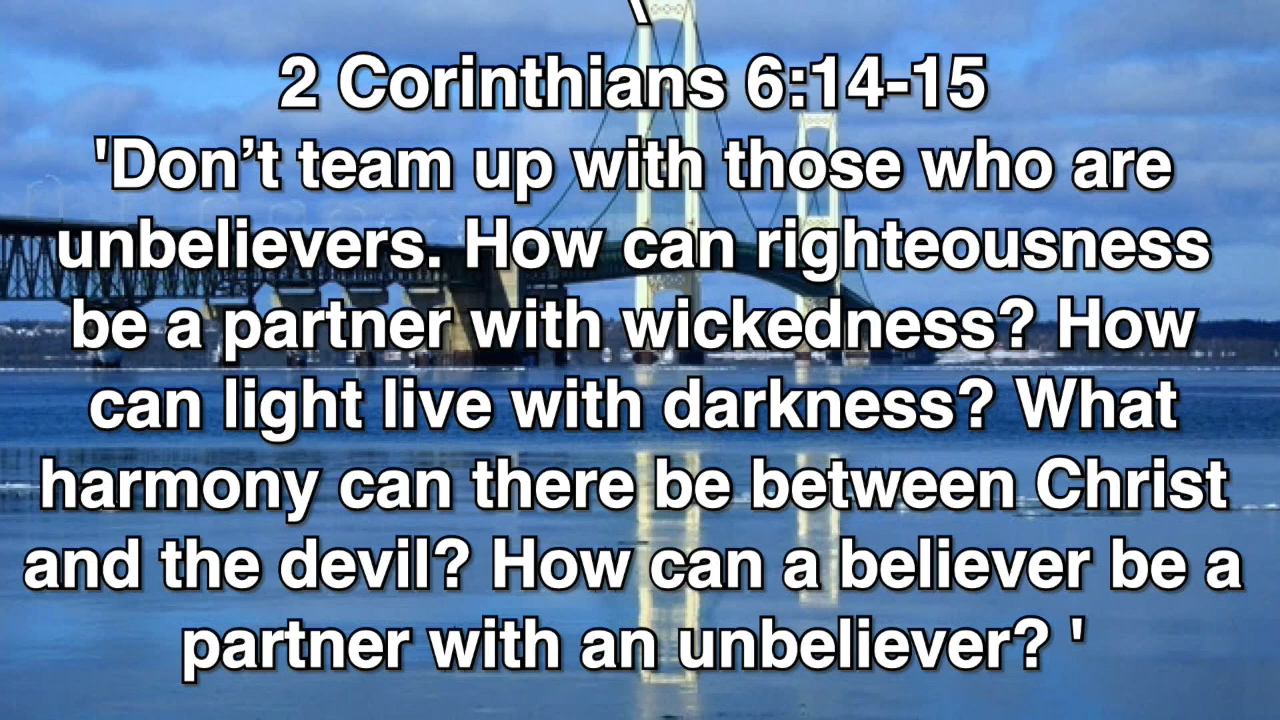 2 Corinthians 6:14-15
'Don’t team up with those who are
unbelievers. How can righteousness
be a partner with wickedness? How
can light live with darkness? What
harmony can there be between Christ
and the devil? How can a believer be a
partner with an unbeliever? '